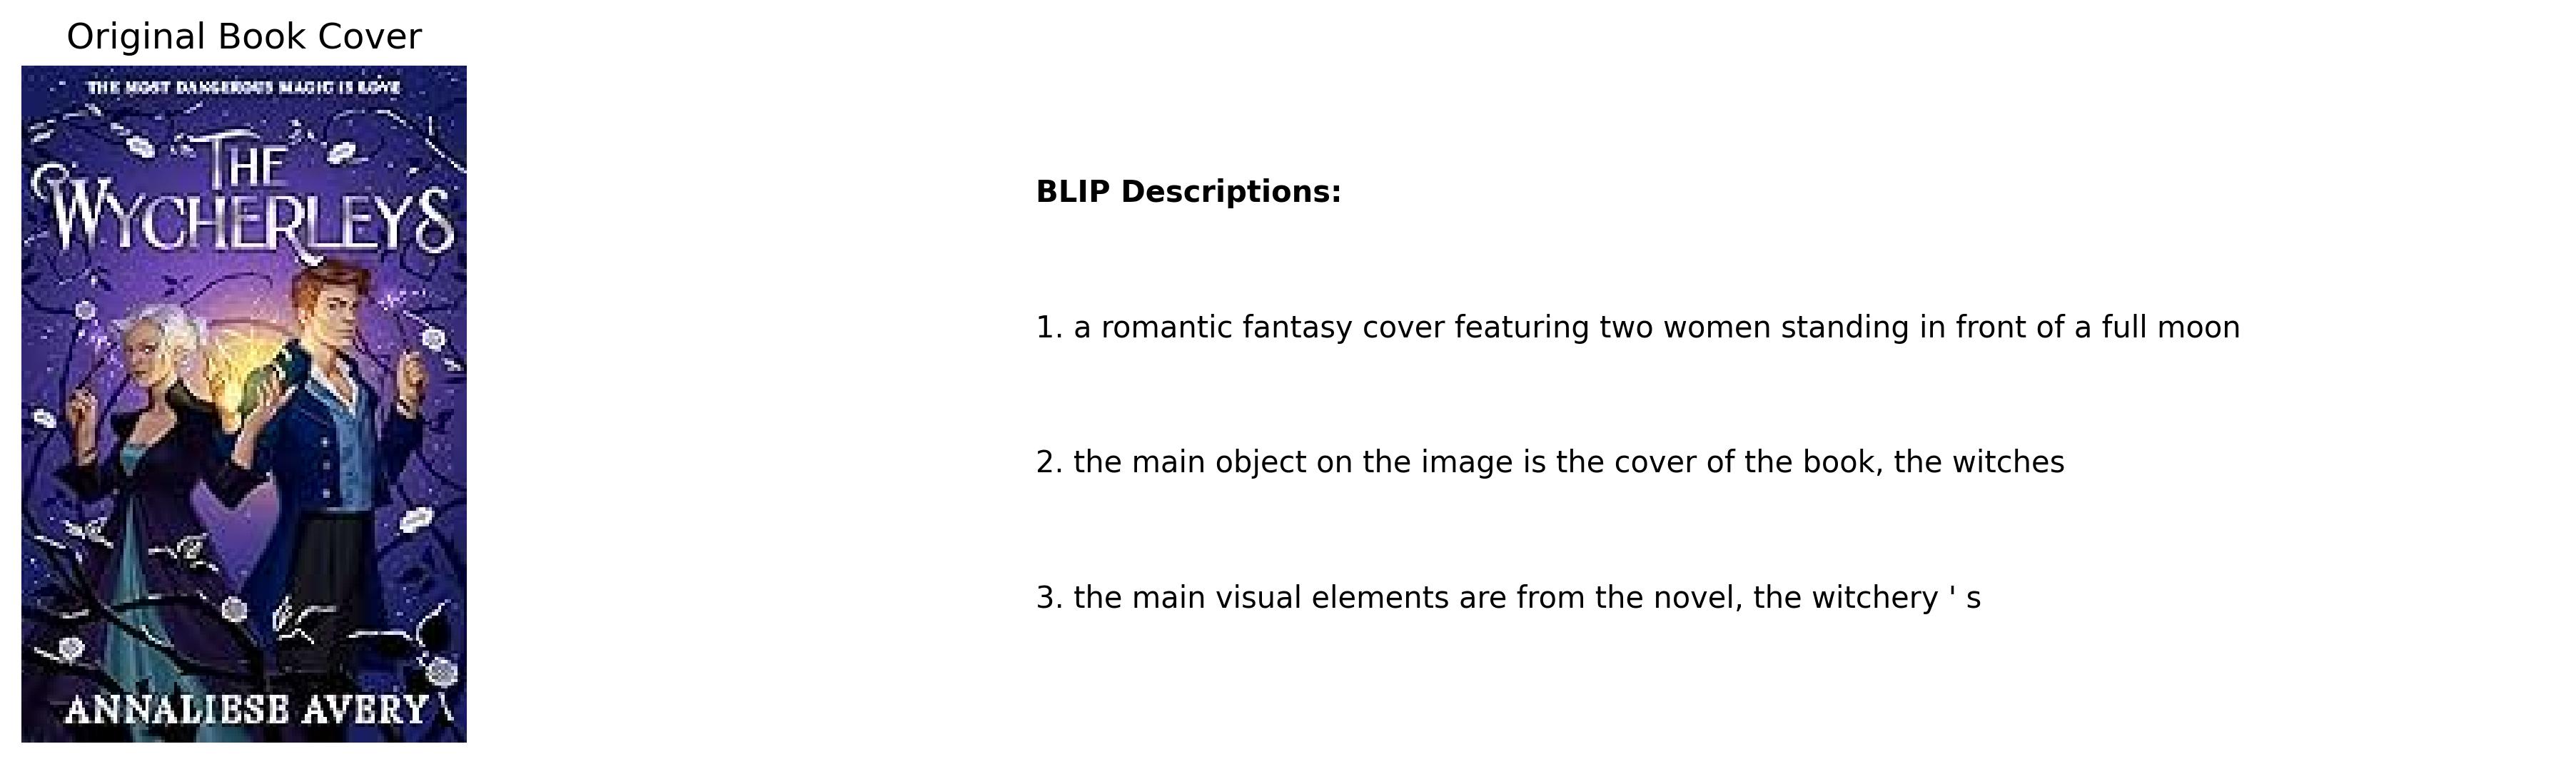 Original Book Cover
THE MOST DANGEROUS MAGIC IS LOVE
THE
WYCHERLEYS
ANNALIESE AVERY
BLIP Descriptions:
1. a romantic fantasy cover featuring two women standing in front of a full moon
2. the main object on the image is the cover of the book, the witches
3. the main visual elements are from the novel, the witchery ' s